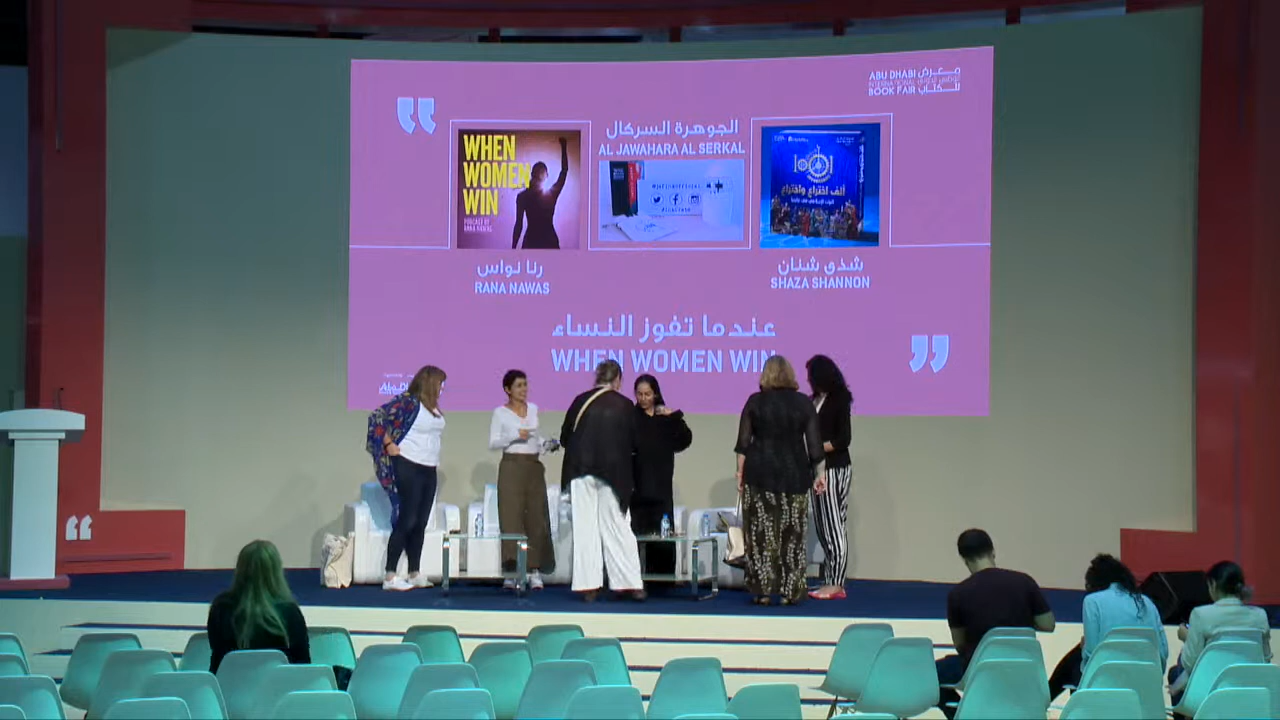 ABU DHABI معرض
INTERNATIONAL أبوظبي الدولي
BOOK FAIR للكتاب
WHEN
WOMEN
WIN
PODCAST BY
RANA NAWAS
الجوهرة السركال
AL JAWAHARA AL SERKAL
ألف اختراع واختراع
رنا نواس
RANA NAWAS
شذى شنان
SHAZA SHANNON
عندما تفوز النساء
WHEN WOMEN WIN